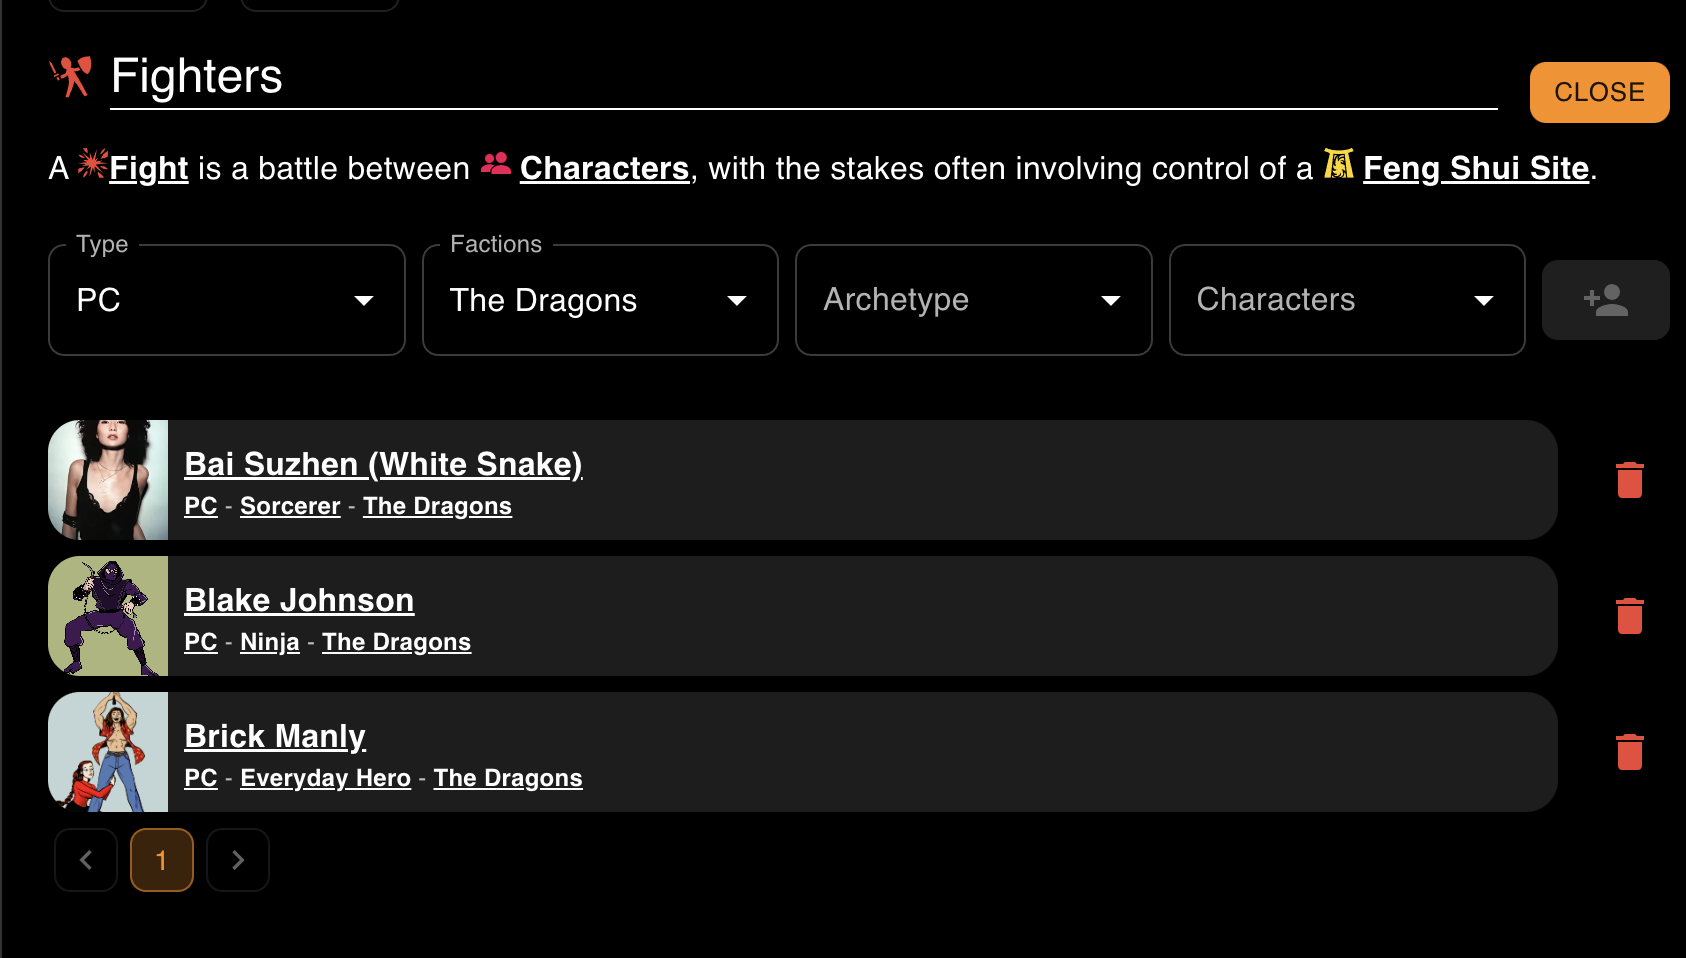 Fighters
CLOSE
A Fight is a battle between Characters, with the stakes often involving control of a Feng Shui Site.
Type
PC
Factions
The Dragons
Archetype
Characters
Bai Suzhen (White Snake)
PC - Sorcerer - The Dragons
Blake Johnson
PC - Ninja - The Dragons
Brick Manly
PC - Everyday Hero - The Dragons
1